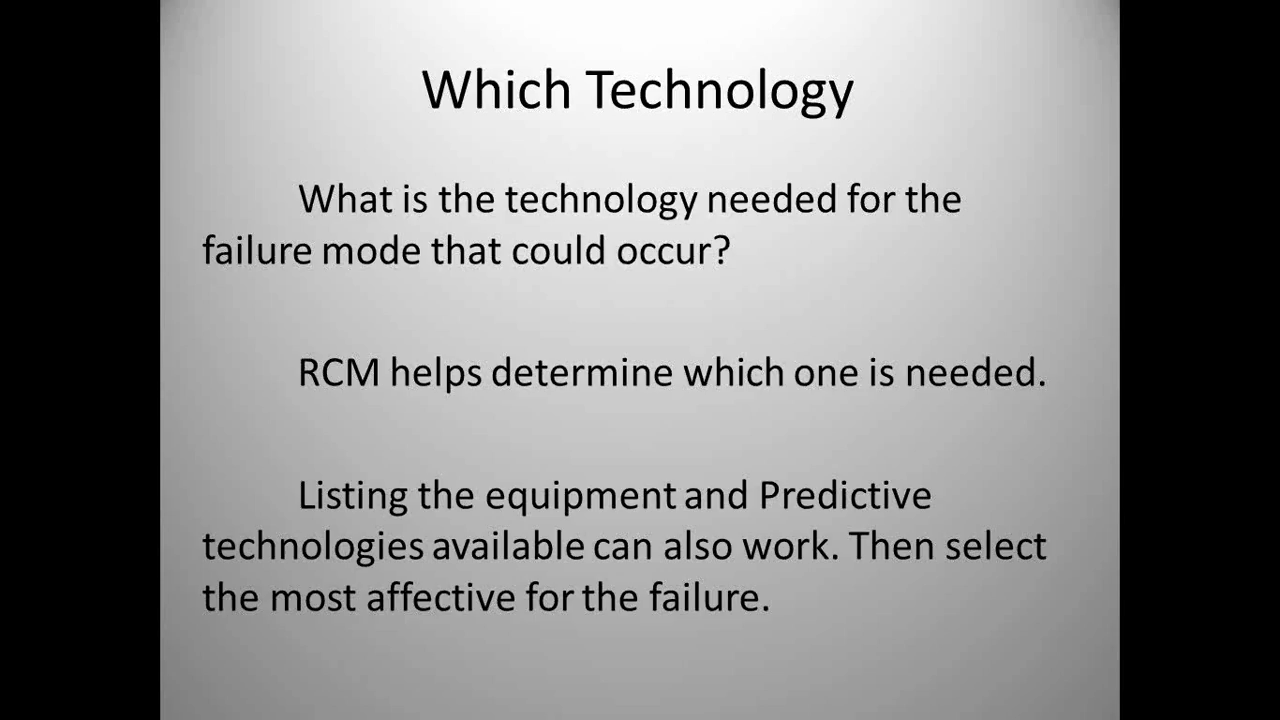 Which Technology
What is the technology needed for the
failure mode that could occur?
RCM helps determine which one is needed.
Listing the equipment and Predictive
technologies available can also work. Then select
the most affective for the failure.